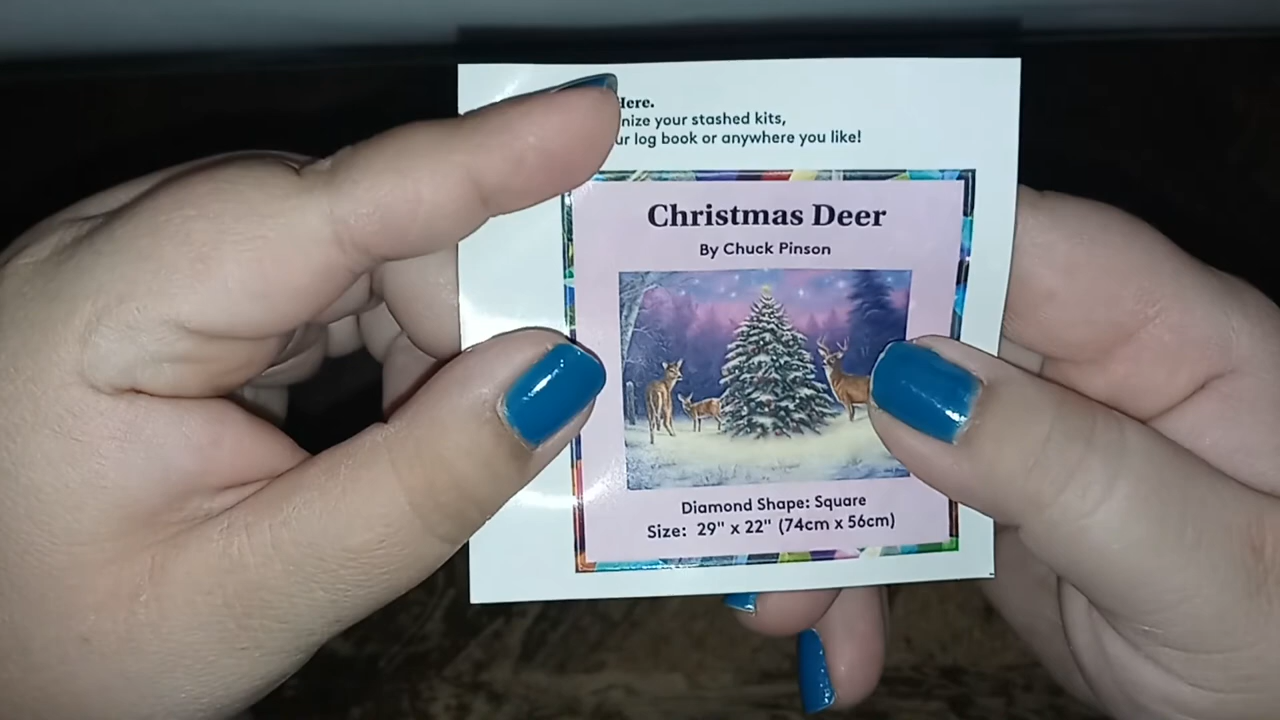 Here.
nize your stashed kits,
ur log book or anywhere you like!
Christmas Deer
By Chuck Pinson
Diamond Shape: Square
Size: 29" x 22" (74cm x 56cm)